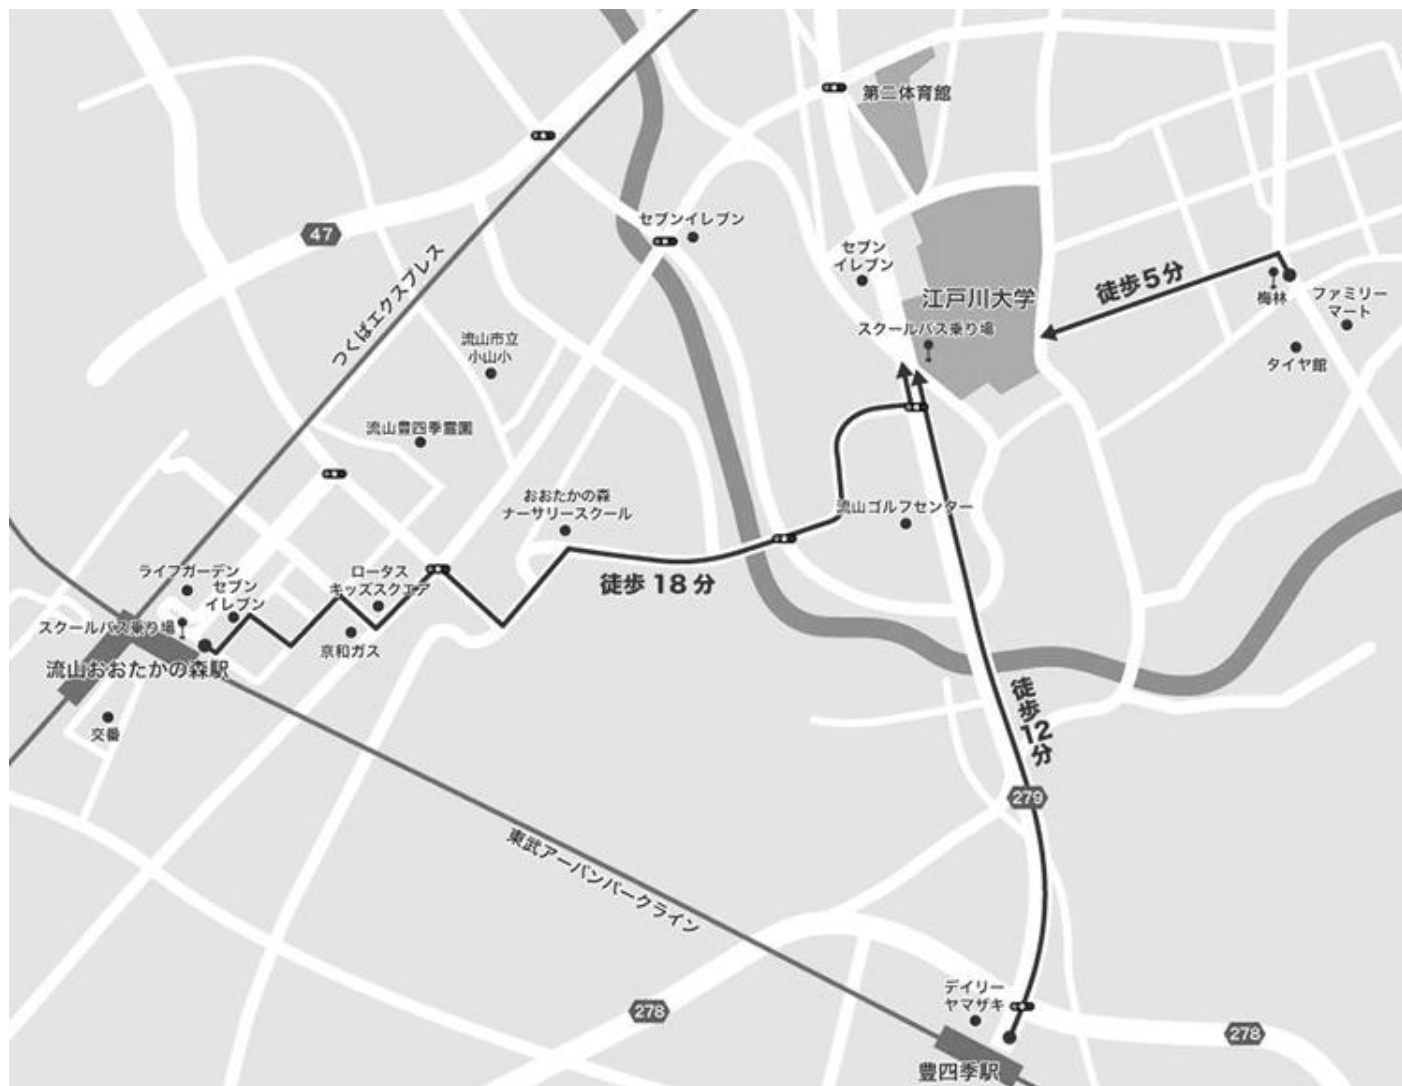 第二体育館
セブンイレブン
47
セブン
イレブン
つくばエクスプレス
徒歩5分
江戸川大学
梅林
ファミリー
マート
スクールバス乗り場
流山市立
小山小
タイヤ館
流山豊四季霊園
おおたかの森
ナーサリースクール
流山ゴルフセンター
ライフガーデン
セブン
イレブン
ロータス
キッズスクエア
徒歩 18 分
スクールバス乗り場
京和ガス
流山おおたかの森駅
交番
徒歩12分
279
東武アーバンパークライン
デイリー
ヤマザキ
278
278
豊四季駅